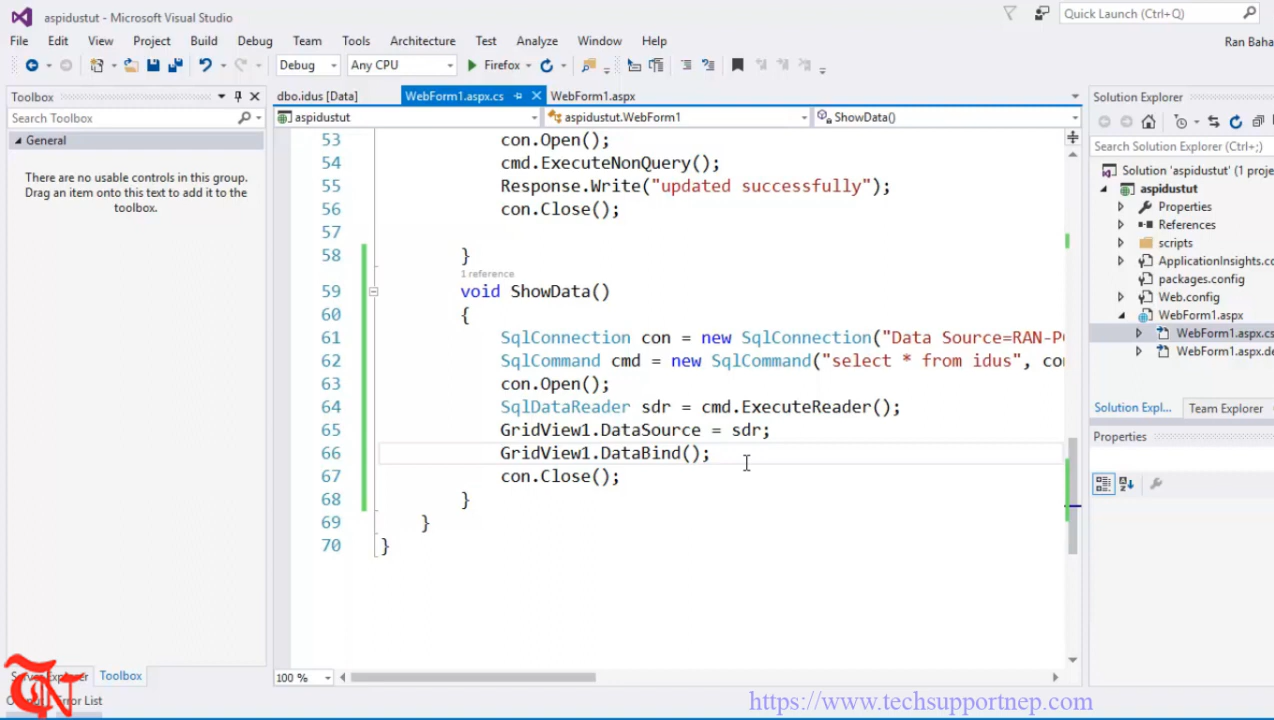 aspidustut - Microsoft Visual Studio
Quick Launch (Ctrl+Q)
File Edit View Project Build Debug Team Tools Architecture Test Analyze Window Help
Ran Baha
Debug Any CPU Firefox
Toolbox
Search Toolbox
General
There are no usable controls in this group.
Drag an item onto this text to add it to the
toolbox.
dbo.idus [Data] WebForm1.aspx.cs WebForm1.aspx
aspidustut aspidustut.WebForm1 ShowData()
53 con.Open();
54 cmd.ExecuteNonQuery();
55 Response.Write("updated successfully");
56 con.Close();
57
58 }
1 reference
59 void ShowData()
60 {
61 SqlConnection con = new SqlConnection("Data Source=RAN-P
62 SqlCommand cmd = new SqlCommand("select * from idus", co
63 con.Open();
64 SqlDataReader sdr = cmd.ExecuteReader();
65 GridView1.DataSource = sdr;
66 GridView1.DataBind();
67 con.Close();
68 }
69 }
70 }
100 %
Solution Explorer
Search Solution Explorer (Ctrl+;)
Solution 'aspidustut' (1 proje
aspidustut
Properties
References
scripts
ApplicationInsights.co
packages.config
Web.config
WebForm1.aspx
WebForm1.aspx.cs
WebForm1.aspx.de
Solution Expl... Team Explorer
Properties
Toolbox
Error List
https://www.techsupportnep.com